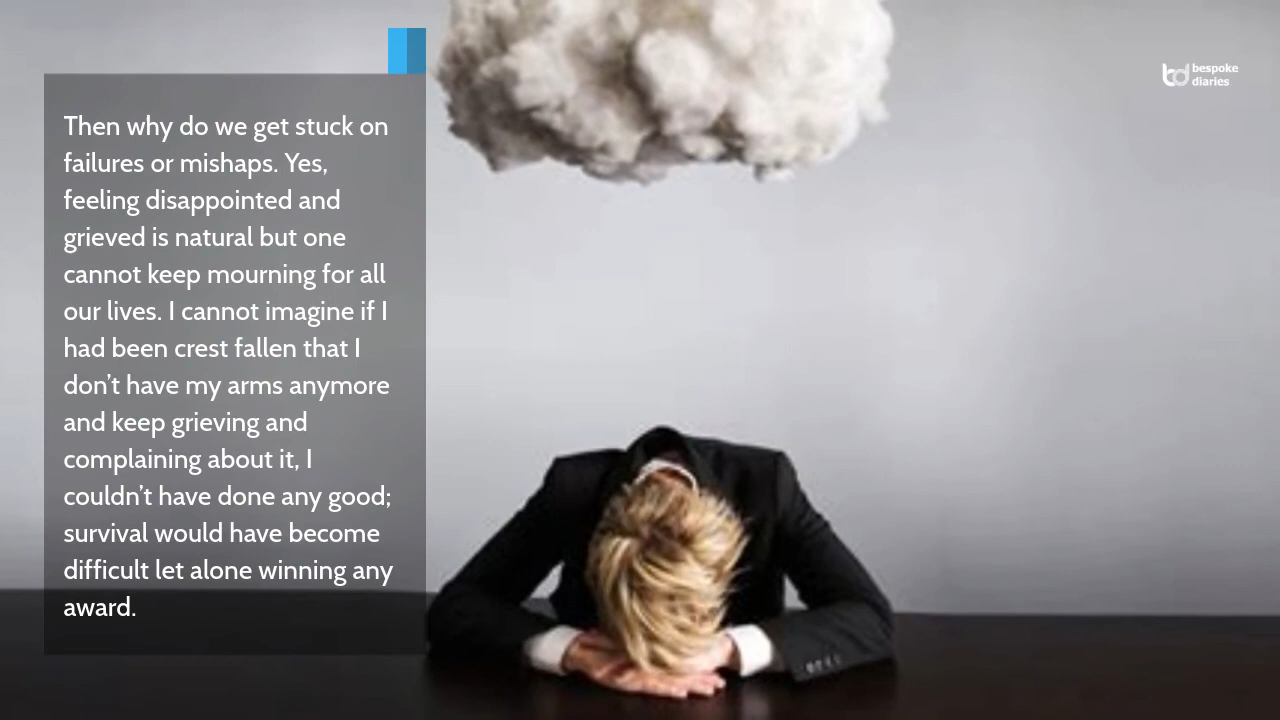 Then why do we get stuck on
failures or mishaps. Yes,
feeling disappointed and
grieved is natural but one
cannot keep mourning for all
our lives. I cannot imagine if I
had been crest fallen that I
don’t have my arms anymore
and keep grieving and
complaining about it, I
couldn’t have done any good;
survival would have become
difficult let alone winning any
award.
bd bespoke
diaries